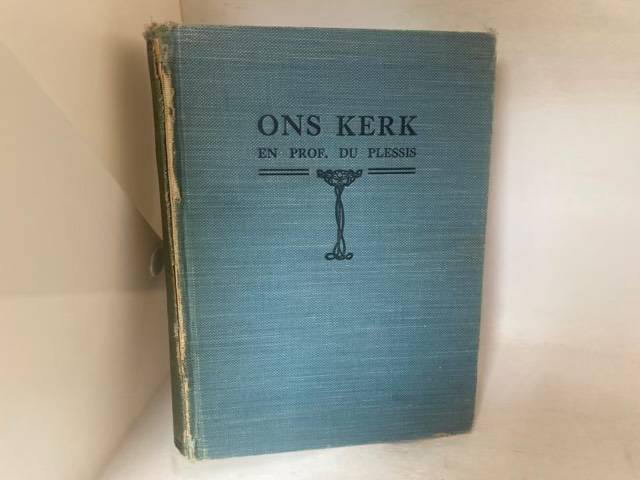 ONS KERK
EN PROF. DU PLESSIS